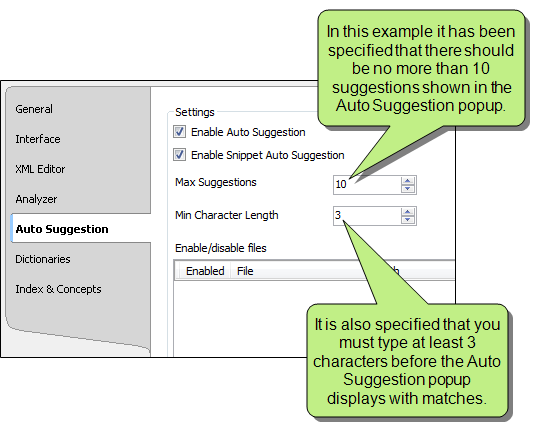 In this example it has been
specified that there should
be no more than 10
suggestions shown in the
Auto Suggestion popup.
General
Interface
XML Editor
Analyzer
Auto Suggestion
Dictionaries
Index & Concepts
Settings
Enable Auto Suggestion
Enable Snippet Auto Suggestion
Max Suggestions 10
Min Character Length 3
Enable/disable files
Enabled File
It is also specified that you
must type at least 3
characters before the Auto
Suggestion popup
displays with matches.